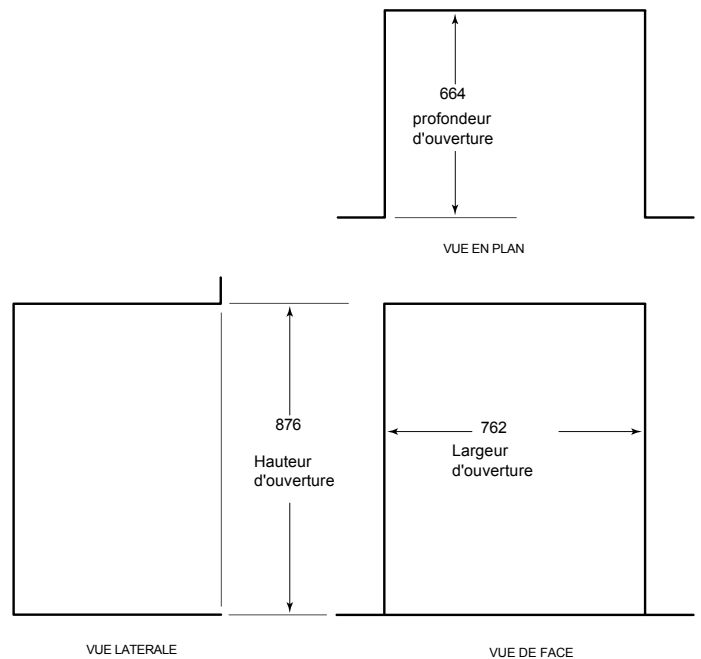 664
profondeur
d'ouverture
VUE EN PLAN
876
Hauteur
d'ouverture
762
Largeur
d'ouverture
VUE LATERALE
VUE DE FACE